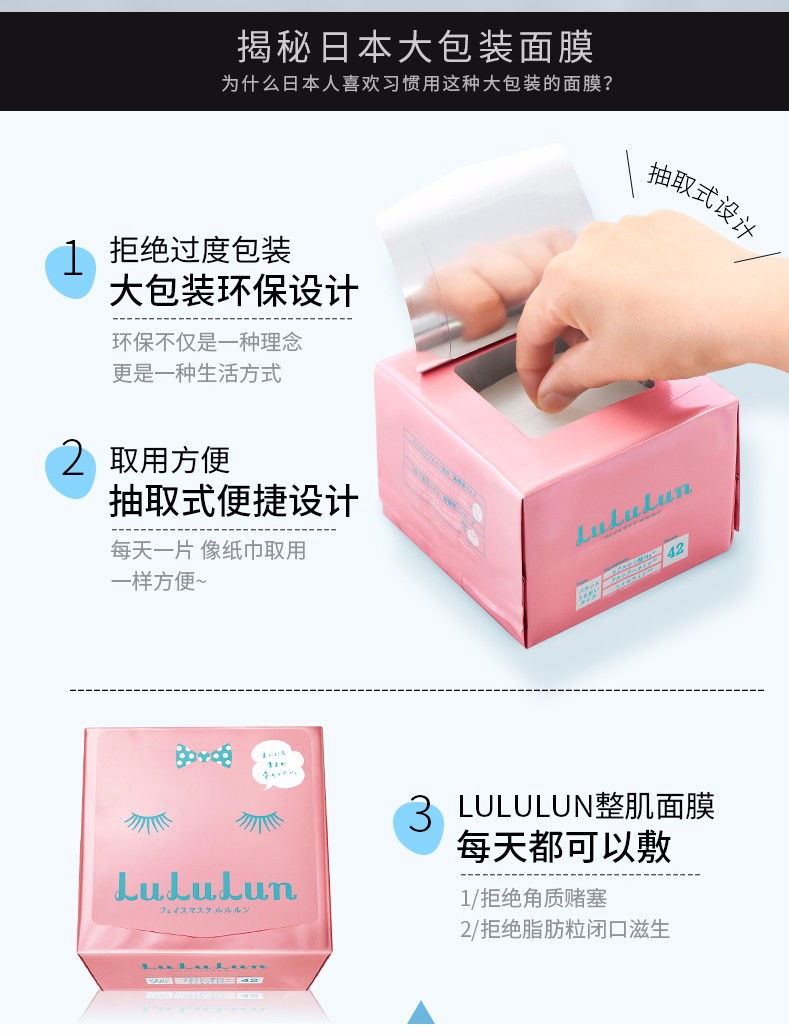 揭秘日本大包装面膜
为什么日本人喜欢习惯用这种大包装的面膜?
抽取式设计
1
拒绝过度包装
大包装环保设计
环保不仅是一种理念
更是一种生活方式
2
取用方便
抽取式便捷设计
每天一片 像纸巾取用
一样方便~
LuLuLun
42
LuLuLun
フェイスマスク ルルルン
LuLuLun
42
3
LULULUN整肌面膜
每天都可以敷
1/拒绝角质赌塞
2/拒绝脂肪粒闭口滋生